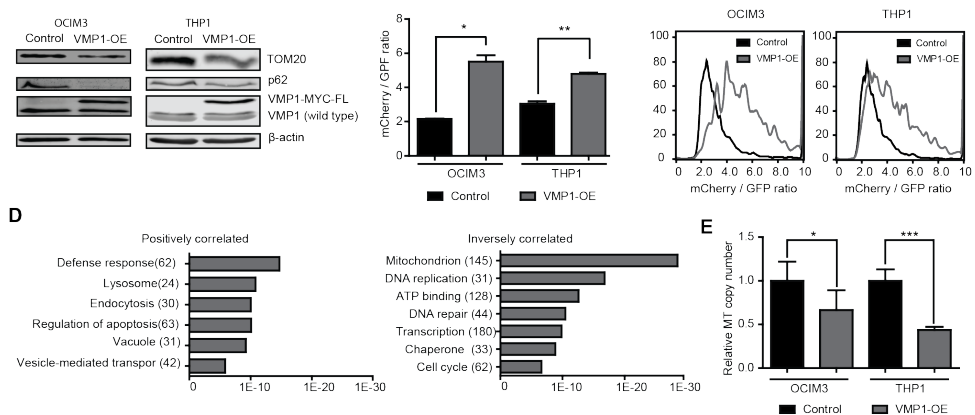 OCIM3
Control VMP1-OE
THP1
Control VMP1-OE
TOM20
p62
VMP1-MYC-FL
VMP1 (wild type)
β-actin
mCherry / GPF ratio
8
6
4
2
0
*
**
OCIM3
THP1
Control
VMP1-OE
OCIM3
100
80
60
40
20
0
Control
VMP1-OE
0 2.0 4.0 6.0 8.0 10
mCherry / GFP ratio
THP1
100
80
60
40
20
0
Control
VMP1-OE
0 2.0 4.0 6.0 8.0 10
mCherry / GFP ratio
D
Positively correlated
Defense response(62)
Lysosome(24)
Endocytosis (30)
Regulation of apoptosis(63)
Vacuole (31)
Vesicle-mediated transpor (42)
0 1E-10 1E-20 1E-30
Inversely correlated
Mitochondrion (145)
DNA replication (31)
ATP binding (128)
DNA repair (44)
Transcription (180)
Chaperone (33)
Cell cycle (62)
0 1E-10 1E-20 1E-30
E
Relative MT copy number
1.5
1.0
0.5
0
*
***
OCIM3
THP1
Control
VMP1-OE